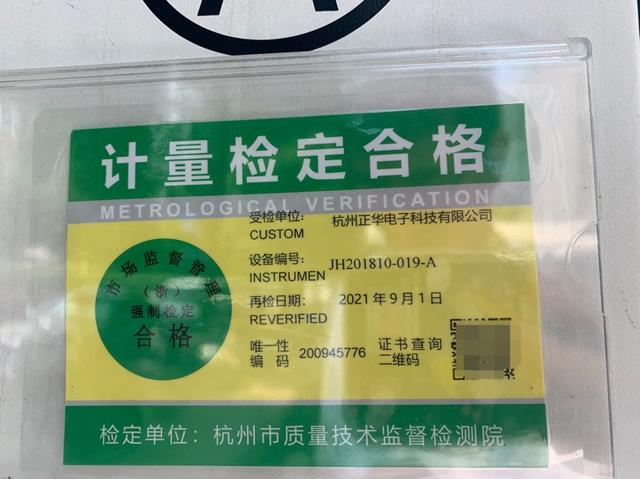 计量检定合格
METROLOGICAL VERIFICATION
受检单位: 杭州正华电子科技有限公司
CUSTOM
设备编号: JH201810-019-A
INSTRUMEN
再检日期: 2021年9月1日
REVERIFIED
唯一性编码 200945776
证书查询二维码
市场监督管理
(浙)
强制检定
合格
检定单位: 杭州市质量技术监督检测院